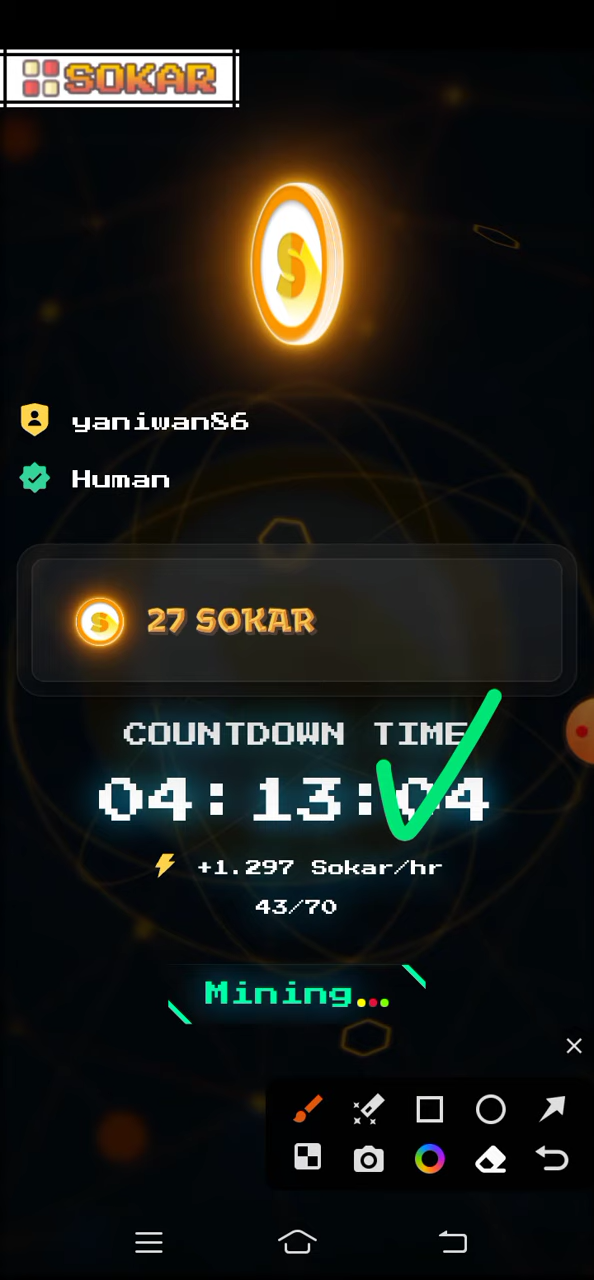 SOKAR
yaniwan86
Human
27 SOKAR
COUNTDOWN TIME
04:13:04
+1.297 Sokar/hr
43/70
Mining...